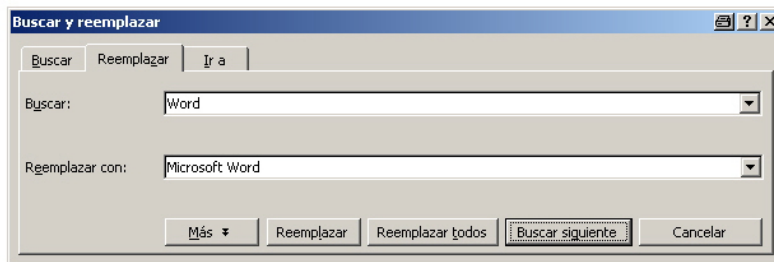 Buscar y reemplazar
Buscar Reemplazar Ir a
Buscar: Word
Reemplazar con: Microsoft Word
Más Reemplazar Reemplazar todos Buscar siguiente Cancelar